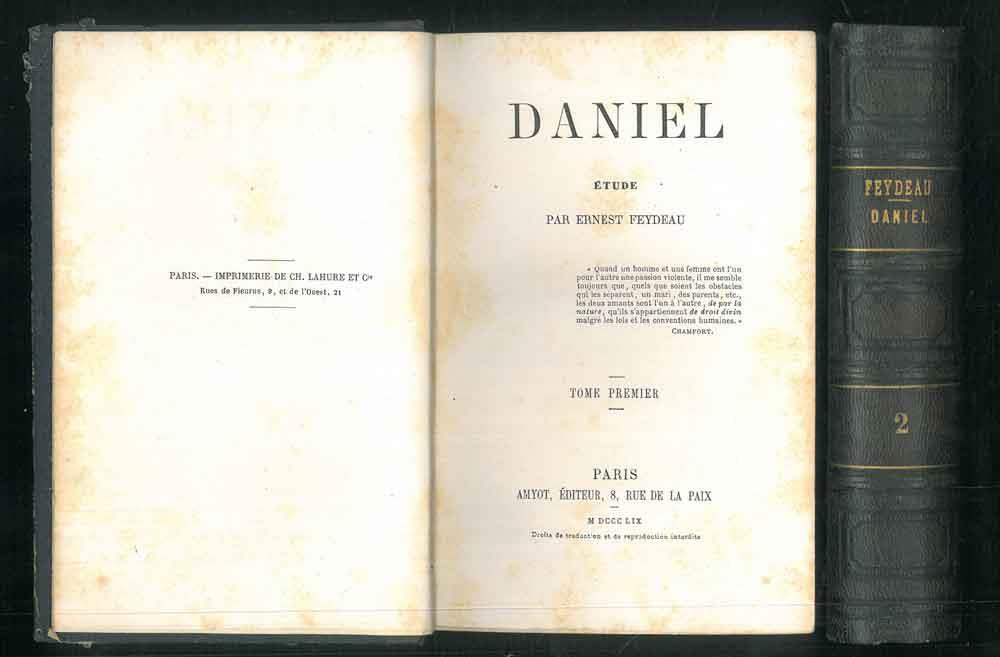 PARIS. — IMPRIMERIE DE CH. LAHURE ET Cie
Rues de Fleurus, 9, et de l'Ouest, 21
DANIEL
ÉTUDE
PAR ERNEST FEYDEAU
« Quand un homme et une femme ont l'un
pour l'autre une passion violente, il me semble
toujours que, quels que soient les obstacles
qui les séparent, un mari, des parents, etc.,
les deux amants sont l'un à l'autre, de par la
nature, qu'ils s'appartiennent de droit divin
malgré les lois et les conventions humaines. »
CHAMFORT.
TOME PREMIER
PARIS
AMYOT, ÉDITEUR, 8, RUE DE LA PAIX
M DCCC LIX
Droits de traduction et de reproduction interdits
FEYDEAU
DANIEL
2